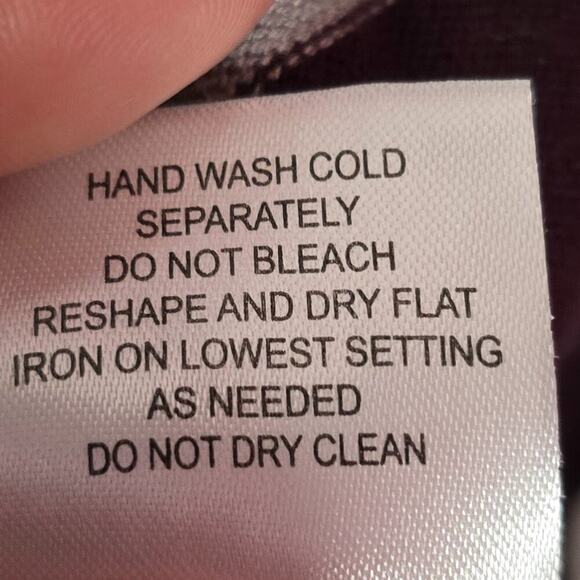 HAND WASH COLD
SEPARATELY
DO NOT BLEACH
RESHAPE AND DRY FLAT
IRON ON LOWEST SETTING
AS NEEDED
DO NOT DRY CLEAN